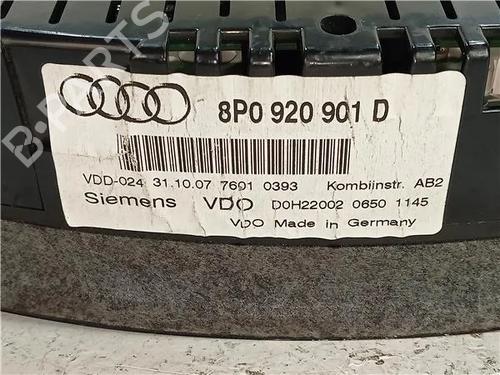 8P0 920 901 D
VDD-024 31.10.07 7601 0393 Kombiinstr. AB2
Siemens VDO D0H22002 0650 1145
VDO Made in Germany
B-PARTS